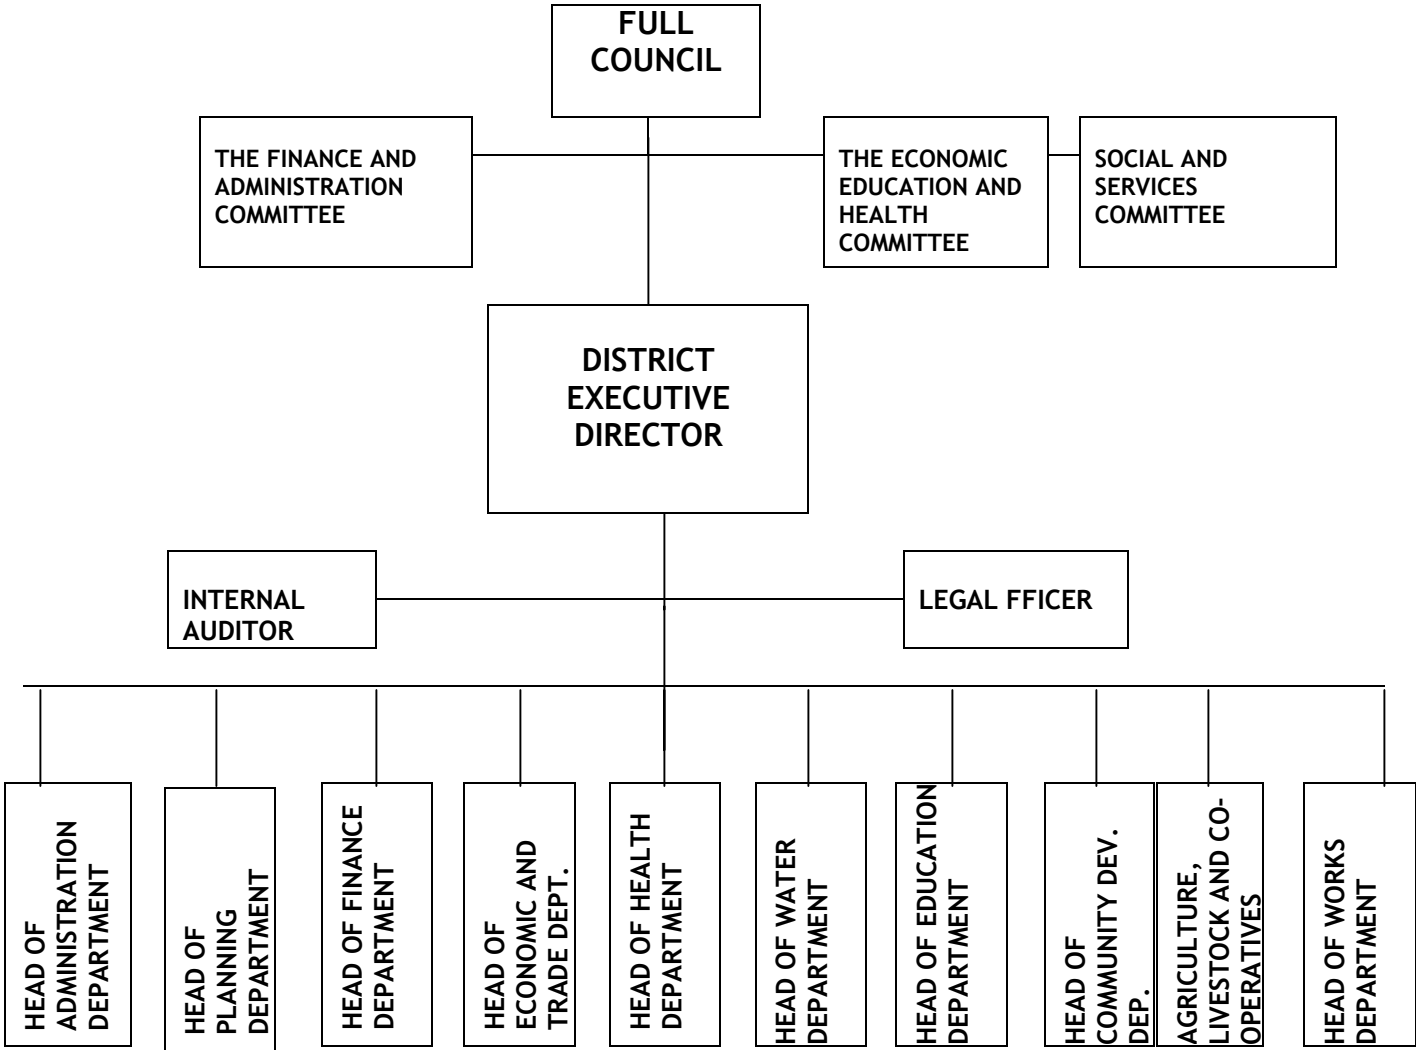 FULL
COUNCIL
THE FINANCE AND
ADMINISTRATION
COMMITTEE
THE ECONOMIC
EDUCATION AND
HEALTH
COMMITTEE
SOCIAL AND
SERVICES
COMMITTEE
DISTRICT
EXECUTIVE
DIRECTOR
INTERNAL
AUDITOR
LEGAL FFICER
HEAD OF
ADMINISTRATION
DEPARTMENT
HEAD OF
PLANNING
DEPARTMENT
HEAD OF FINANCE
DEPARTMENT
HEAD OF
ECONOMIC AND
TRADE DEPT.
HEAD OF HEALTH
DEPARTMENT
HEAD OF WATER
DEPARTMENT
HEAD OF EDUCATION
DEPARTMENT
HEAD OF
COMMUNITY DEV.
DEP.
AGRICULTURE,
LIVESTOCK AND CO-
OPERATIVES
HEAD OF WORKS
DEPARTMENT